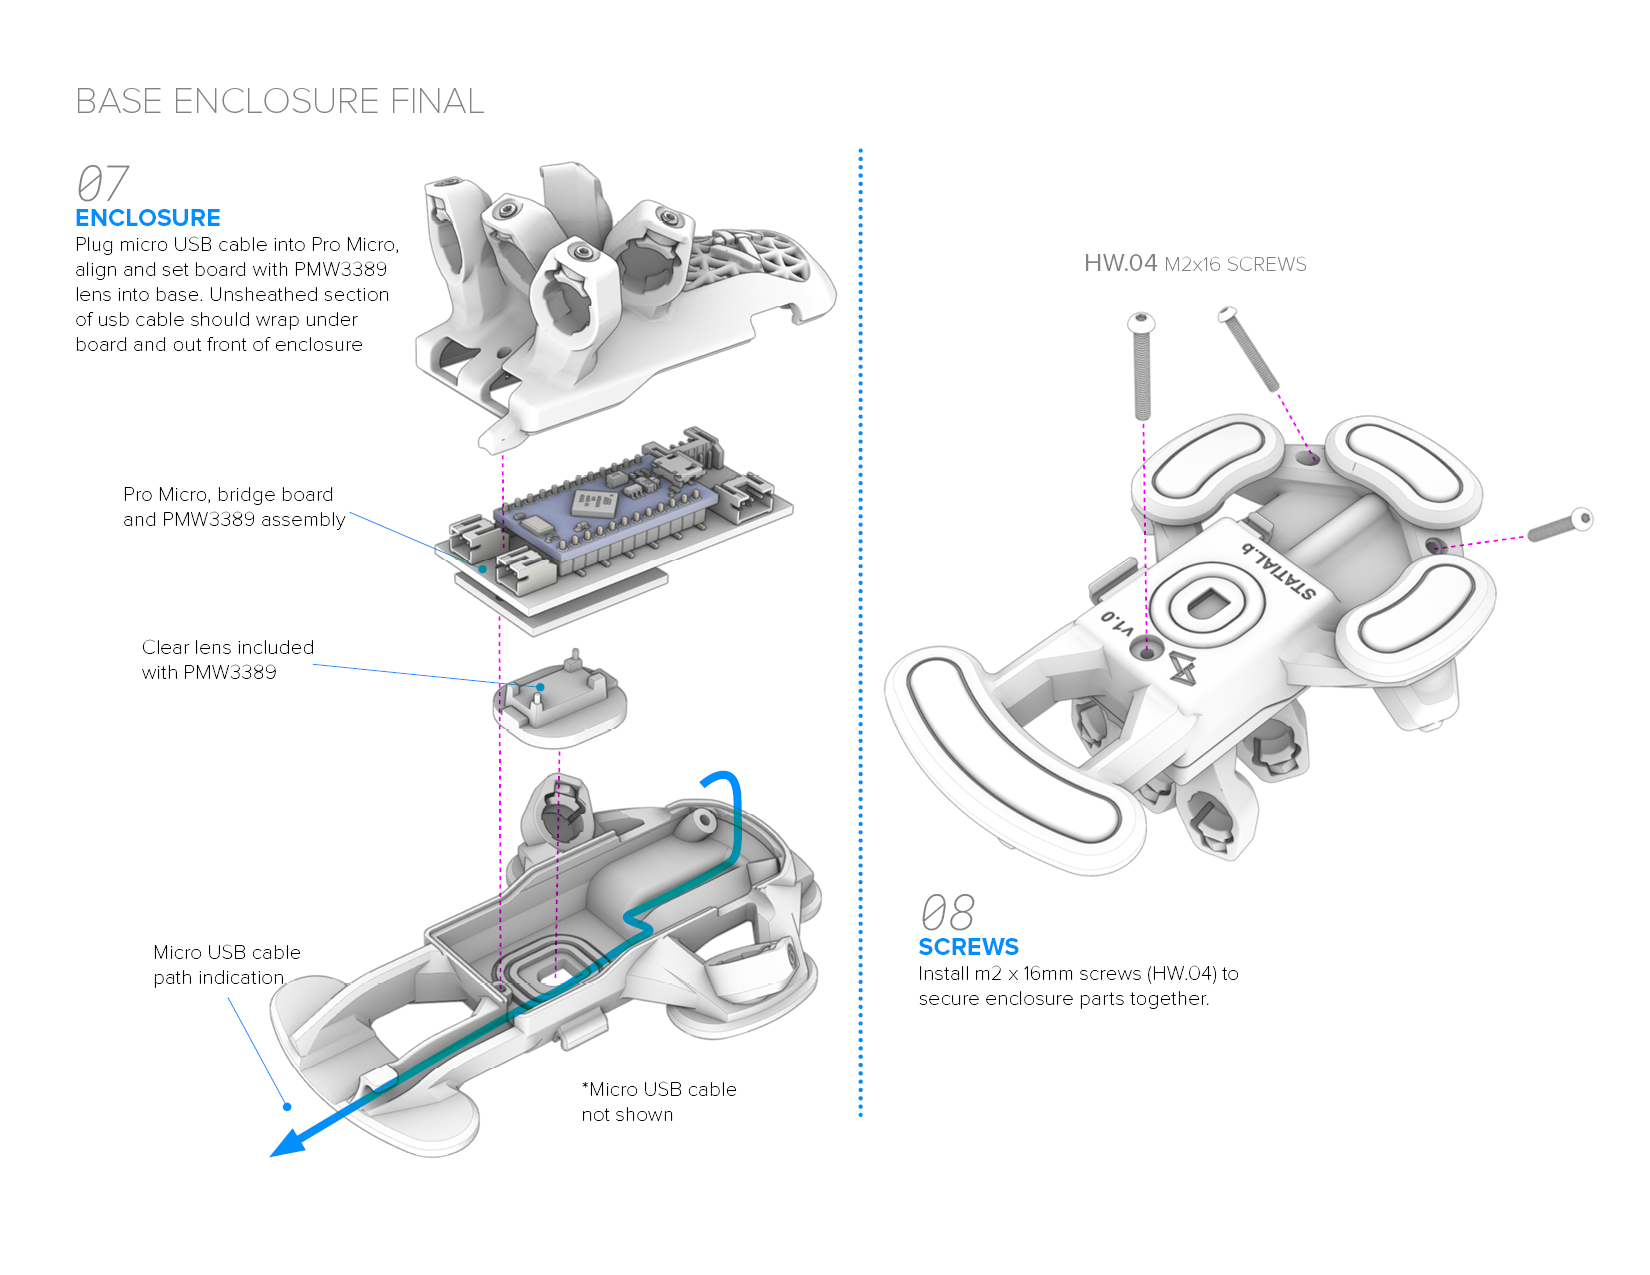 BASE ENCLOSURE FINAL
07
ENCLOSURE
Plug micro USB cable into Pro Micro,
align and set board with PMW3389
lens into base. Unsheathed section
of usb cable should wrap under
board and out front of enclosure
Pro Micro, bridge board
and PMW3389 assembly
Clear lens included
with PMW3389
Micro USB cable
path indication
*Micro USB cable
not shown
HW.04 M2x16 SCREWS
STATIAL.b
v1.0
08
SCREWS
Install m2 x 16mm screws (HW.04) to
secure enclosure parts together.